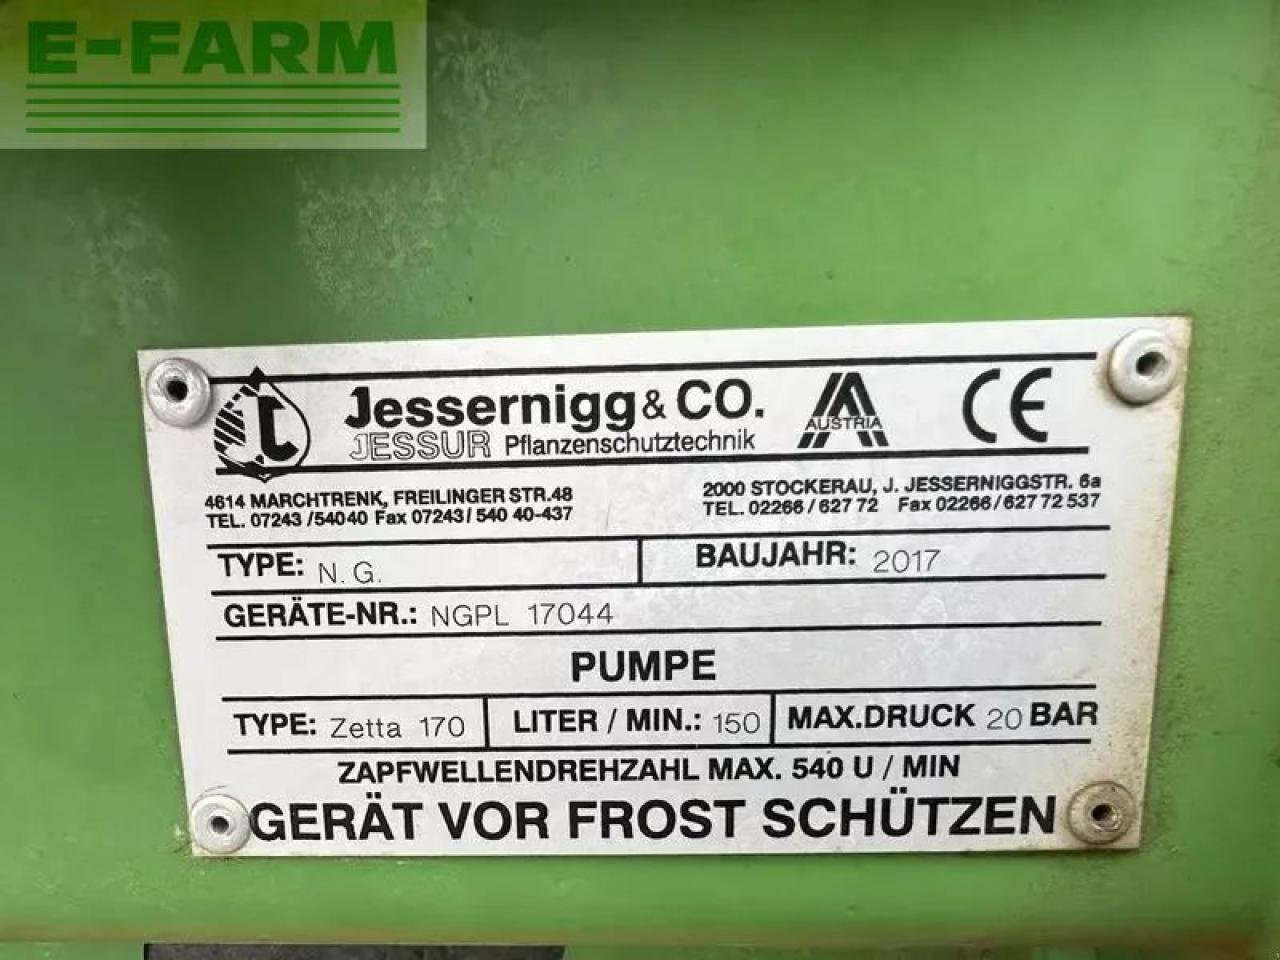 E-FARM
Jessernigg & CO.
JESSUR Pflanzenschutztechnik
AUSTRIA
CE
4614 MARCHTRENK, FREILINGER STR.48
TEL. 07243 /54040 Fax 07243/ 540 40-437
2000 STOCKERAU, J. JESSERNIGGSTR. 6a
TEL. 02266 / 627 72 Fax 02266/627 72 537
TYPE: N.G. BAUJAHR: 2017
GERÄTE-NR.: NGPL 17044
PUMPE
TYPE: Zetta 170 LITER / MIN.: 150 MAX.DRUCK 20 BAR
ZAPFWELLENDREHZAHL MAX. 540 U / MIN
GERÄT VOR FROST SCHÜTZEN